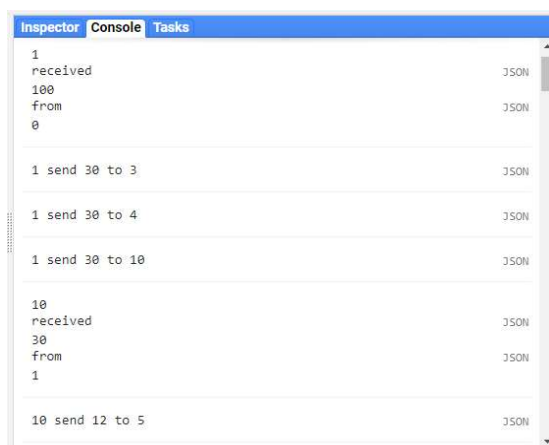 Inspector Console Tasks
1
received JSON
100
from JSON
0
1 send 30 to 3 JSON
1 send 30 to 4 JSON
1 send 30 to 10 JSON
10
received JSON
30
from JSON
1
10 send 12 to 5 JSON